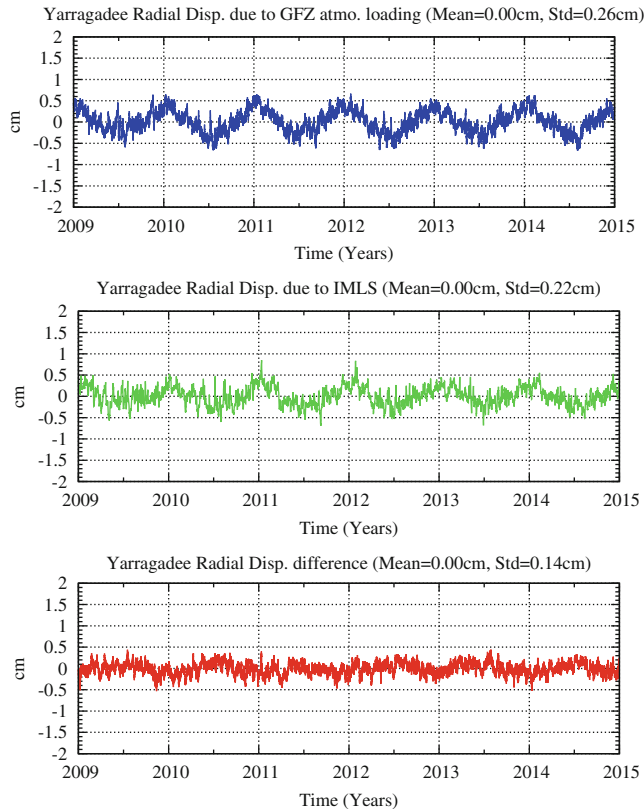 Yarragadee Radial Disp. due to GFZ atmo. loading (Mean=0.00cm, Std=0.26cm)
2
1.5
1
0.5
0
-0.5
-1
-1.5
-2
cm
2009 2010 2011 2012 2013 2014 2015
Time (Years)
Yarragadee Radial Disp. due to IMLS (Mean=0.00cm, Std=0.22cm)
2
1.5
1
0.5
0
-0.5
-1
-1.5
-2
cm
2009 2010 2011 2012 2013 2014 2015
Time (Years)
Yarragadee Radial Disp. difference (Mean=0.00cm, Std=0.14cm)
2
1.5
1
0.5
0
-0.5
-1
-1.5
-2
cm
2009 2010 2011 2012 2013 2014 2015
Time (Years)